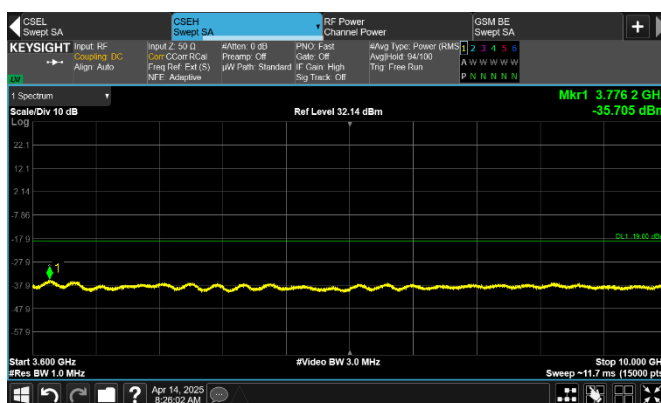 CSEL
Swept SA
CSEH
Swept SA
RF Power
Channel Power
GSM BE
Swept SA
+
KEYSIGHT
Input: RF
Coupling: DC
Align: Auto
Input Z: 50 Ω
Corr CCorr RCal
Freq Ref: Ext (S)
NFE: Adaptive
#Atten: 0 dB
Preamp: Off
µW Path: Standard
PNO: Fast
Gate: Off
IF Gain: High
Sig Track: Off
#Avg Type: Power (RMS
Avg|Hold: 94/100
Trig: Free Run
1 2 3 4 5 6
A W W W W W
P N N N N N
1 Spectrum
Scale/Div 10 dB
Ref Level 32.14 dBm
Mkr1 3.776 2 GH
-35.705 dBm
Log
22.1
12.1
2.14
-7.86
-17.9
-27.9
-37.9
-47.9
-57.9
DL1 -19.00 dB
1
Start 3.600 GHz
#Res BW 1.0 MHz
#Video BW 3.0 MHz
Stop 10.000 GH
Sweep ~11.7 ms (15000 pts
?
Apr 14, 2025
8:26:02 AM